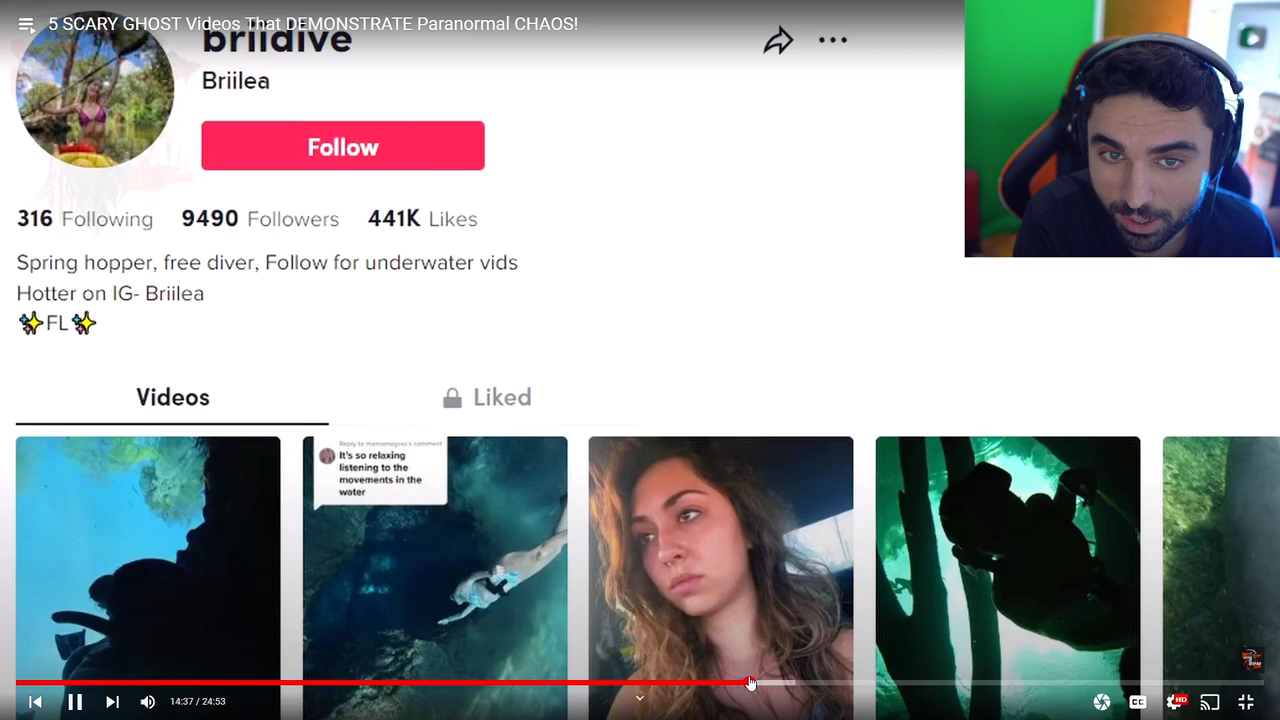 5 SCARY GHOST Videos That DEMONSTRATE Paranormal CHAOS!
briidive
Briilea
Follow
316 Following 9490 Followers 441K Likes
Spring hopper, free diver, Follow for underwater vids
Hotter on IG- Briilea
✨FL✨
Videos
Liked
It's so relaxing
listening to the
movements in the
water
14:37 / 24:53
CC
HD